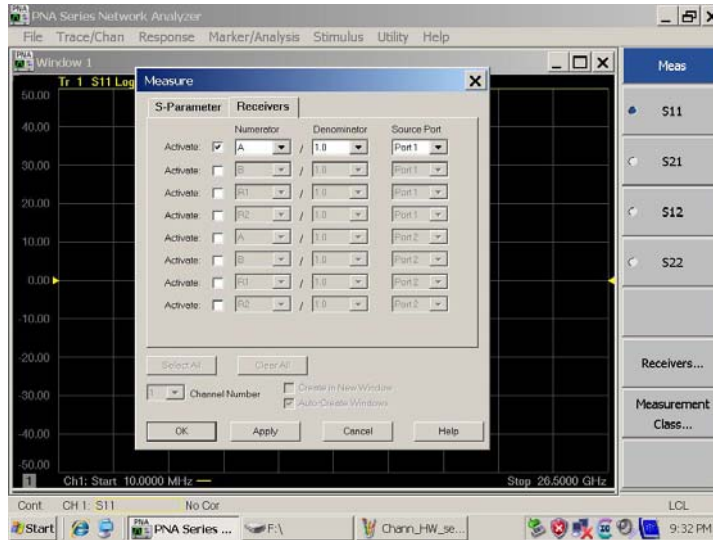 PNA Series Network Analyzer
File Trace/Chan Response Marker/Analysis Stimulus Utility Help
Window 1
Tr 1 S11 Log
Measure
S-Parameter Receivers
Numerator Denominator Source Port
Activate: A / 1.0 Port 1
Activate: B / 1.0 Port 1
Activate: R1 / 1.0 Port 1
Activate: R2 / 1.0 Port 1
Activate: A / 1.0 Port 2
Activate: B / 1.0 Port 2
Activate: R1 / 1.0 Port 2
Activate: R2 / 1.0 Port 2
Select All Clear All
1 Channel Number
Create in New Window
Auto-Create Windows
OK Apply Cancel Help
50.00
40.00
30.00
20.00
10.00
0.00
-10.00
-20.00
-30.00
-40.00
-50.00
1 Ch1: Start 10.0000 MHz Stop 26.5000 GHz
Meas
S11
S21
S12
S22
Receivers...
Measurement
Class...
Cont CH 1: S11 No Cor LCL
Start PNA Series ... F:\ Chann_HW_se... 9:32 PM